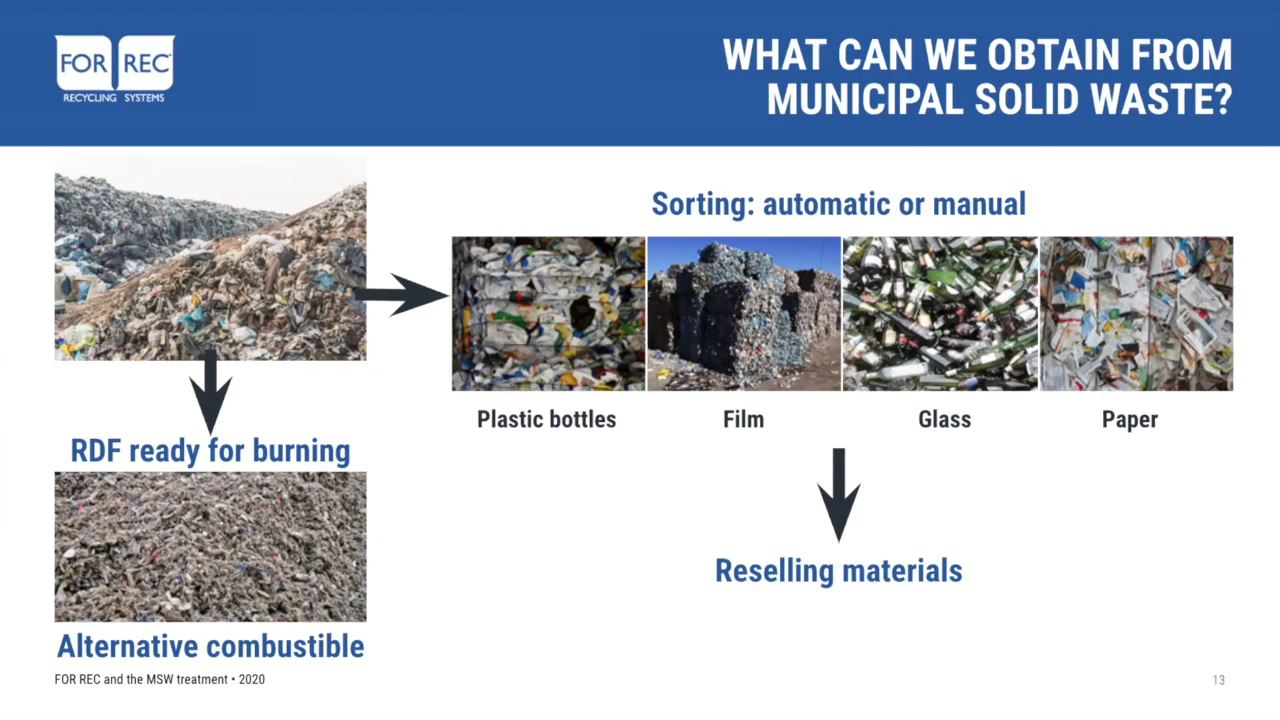 FOR REC
RECYCLING SYSTEMS
WHAT CAN WE OBTAIN FROM
MUNICIPAL SOLID WASTE?
Sorting: automatic or manual
Plastic bottles
Film
Glass
Paper
RDF ready for burning
Reselling materials
Alternative combustible
FOR REC and the MSW treatment • 2020
13